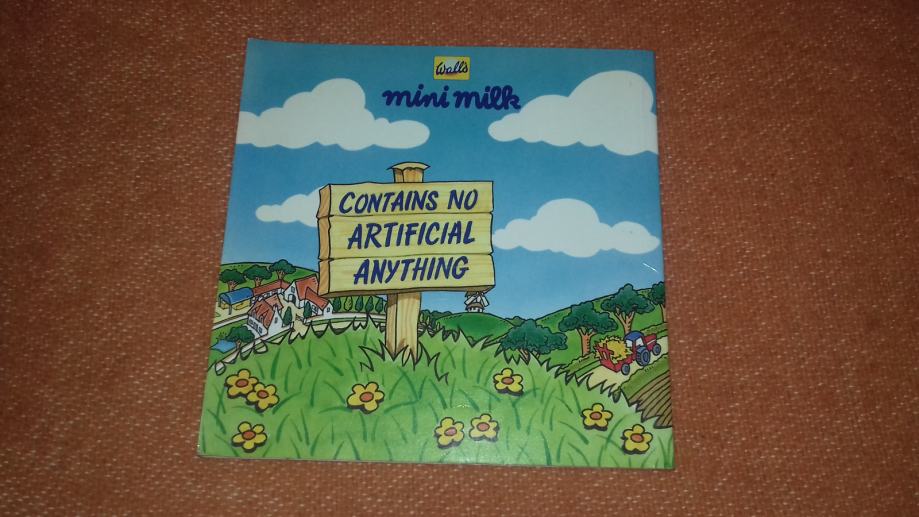 Wall's
mini milk
CONTAINS NO
ARTIFICIAL
ANYTHING